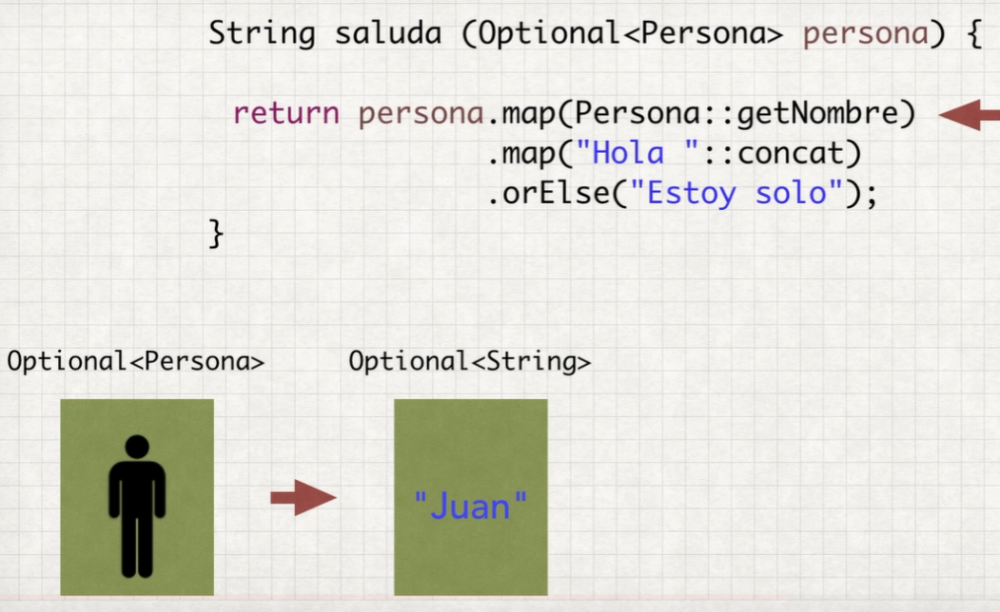 String saluda (Optional<Persona> persona) {
return persona.map(Persona::getNombre)
.map("Hola "::concat)
.orElse("Estoy solo");
}
Optional<Persona> Optional<String>
"Juan"